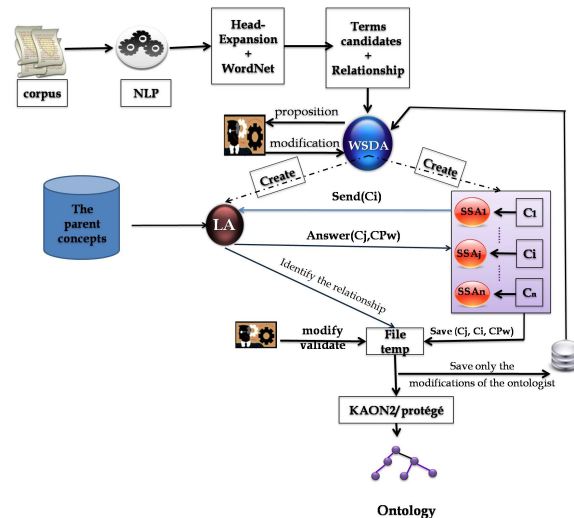 corpus
NLP
Head-
Expansion
+
WordNet
Terms
candidates
+
Relationship
proposition
modification
WSDA
Create
Create
The
parent
concepts
LA
Send(Ci)
Answer(Cj,CPw)
SSA1
C1
SSAj
Ci
SSAn
Cn
Identify the relationship
modify
validate
File
temp
Save (Cj, Ci, CPw)
Save only the
modifications of the ontologist
KAON2/protégé
Ontology